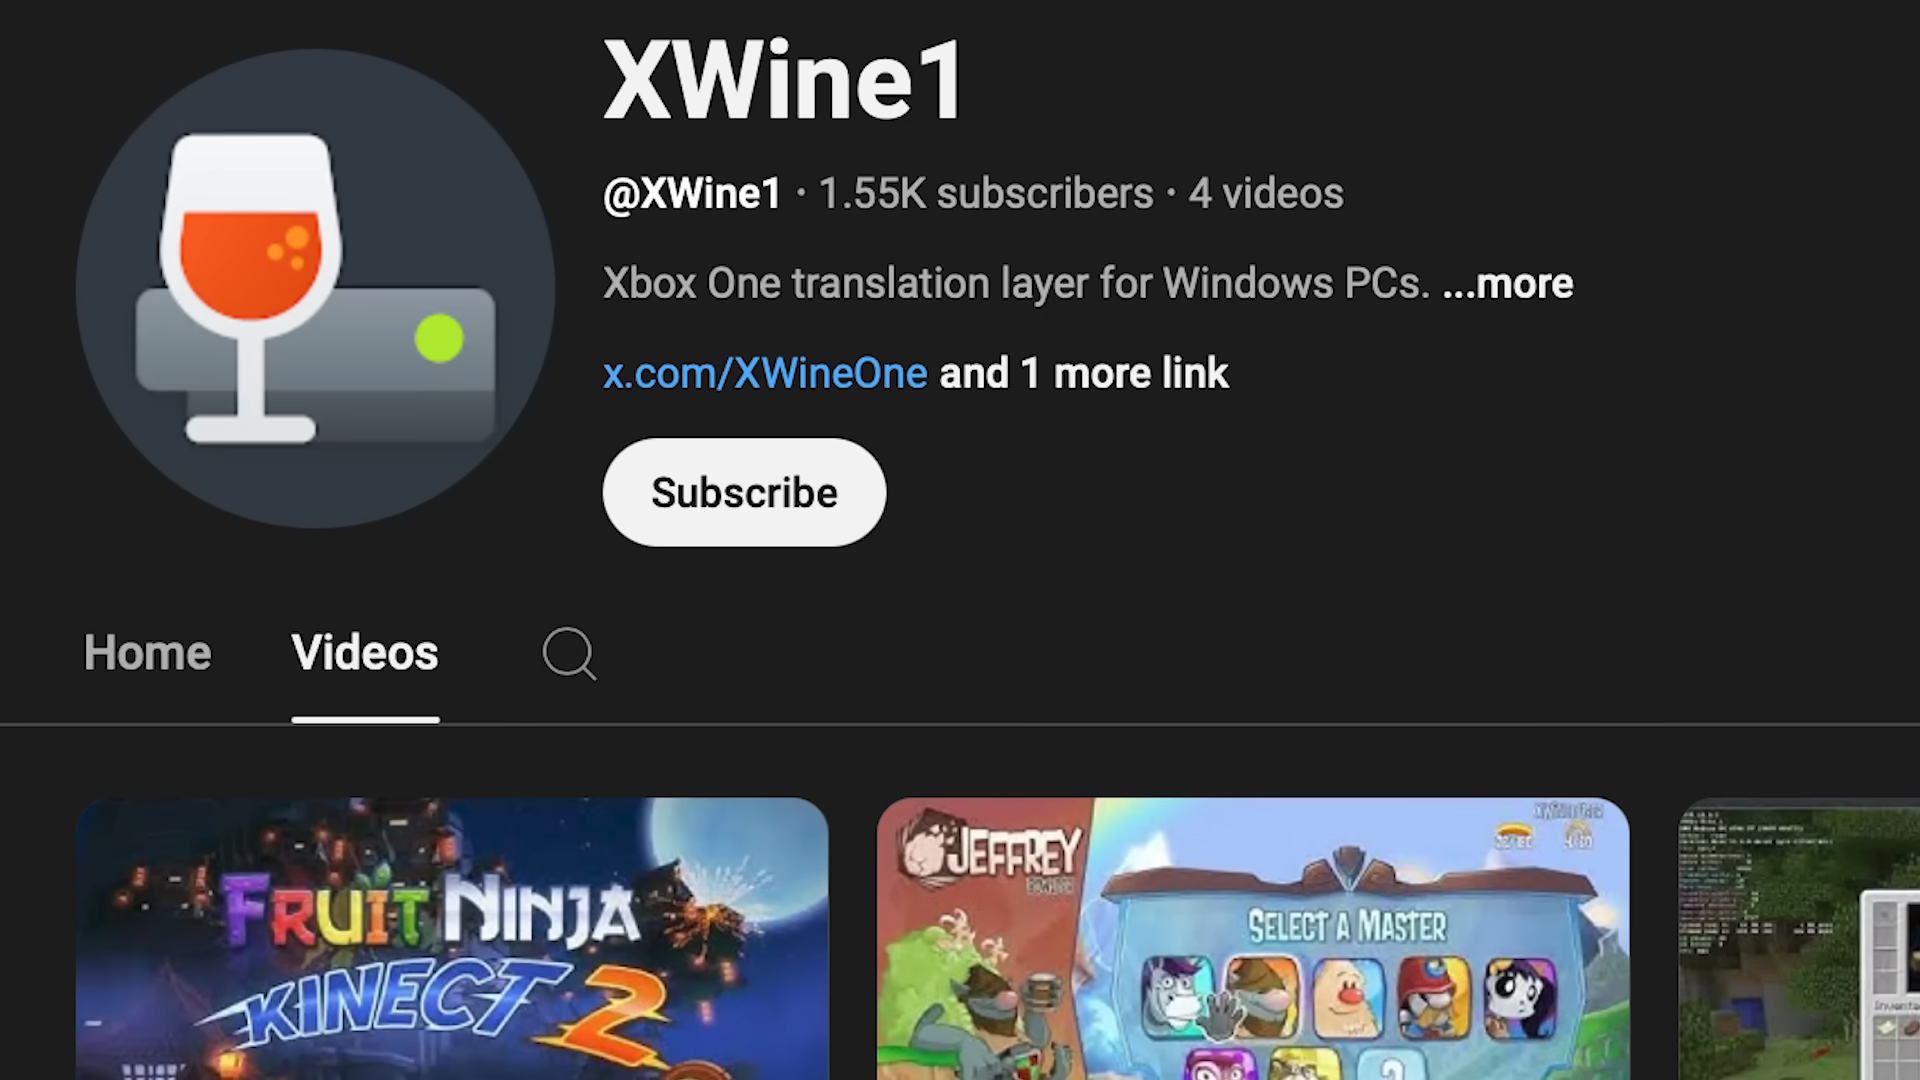 XWine1
@XWine1 · 1.55K subscribers · 4 videos
Xbox One translation layer for Windows PCs. ...more
x.com/XWineOne and 1 more link
Subscribe
Home
Videos
FRUIT NINJA
KINECT 2
JEFFREY
SELECT A MASTER
?